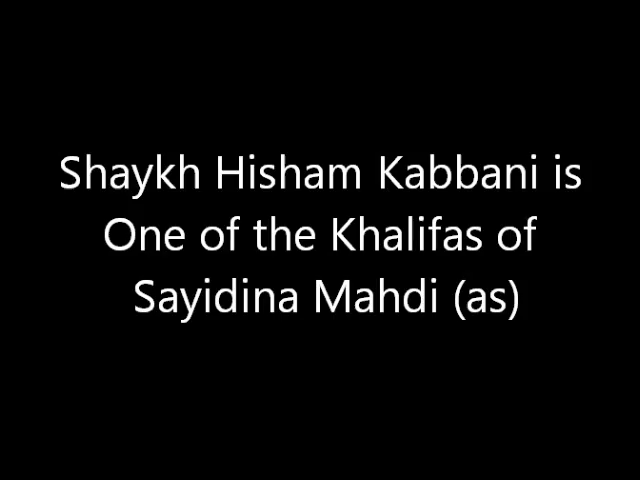 Shaykh Hisham Kabbani is
One of the Khalifas of
Sayidina Mahdi (as)